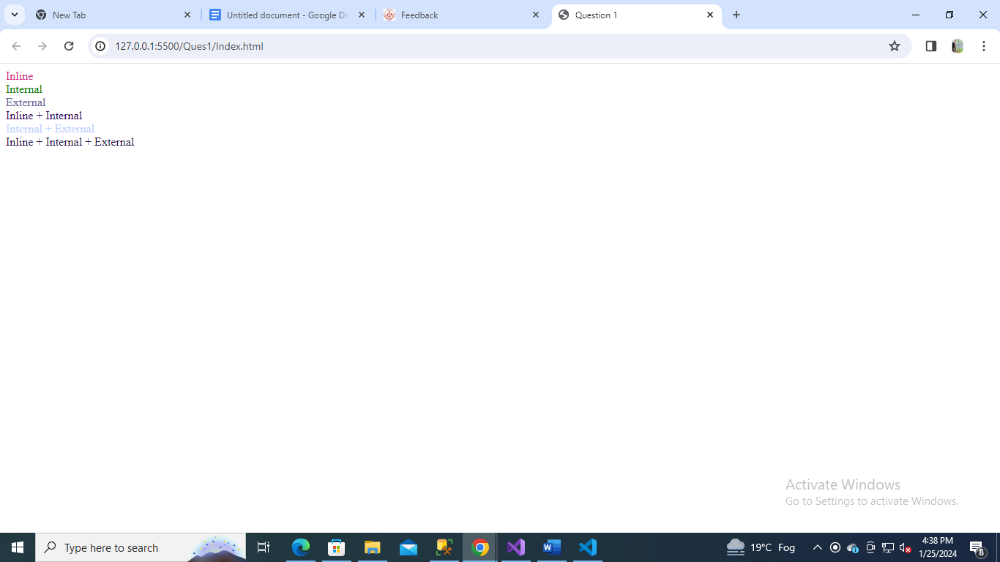 New Tab
Untitled document - Google Do
Feedback
Question 1
127.0.0.1:5500/Ques1/Index.html
Inline
Internal
External
Inline + Internal
Internal + External
Inline + Internal + External
Activate Windows
Go to Settings to activate Windows.
Type here to search
19°C Fog
4:38 PM
1/25/2024
8